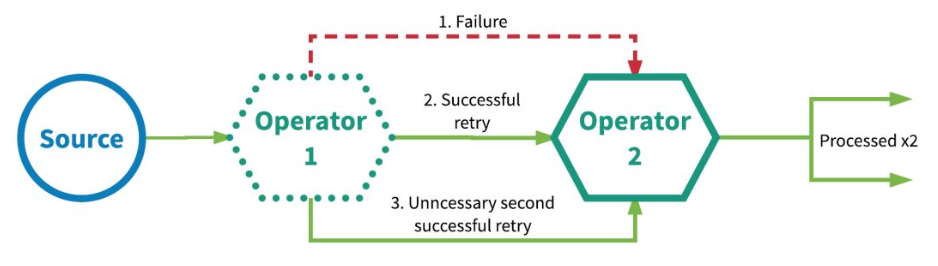 1. Failure
Source
Operator
1
2. Successful
retry
Operator
2
Processed x2
3. Unncessary second
successful retry